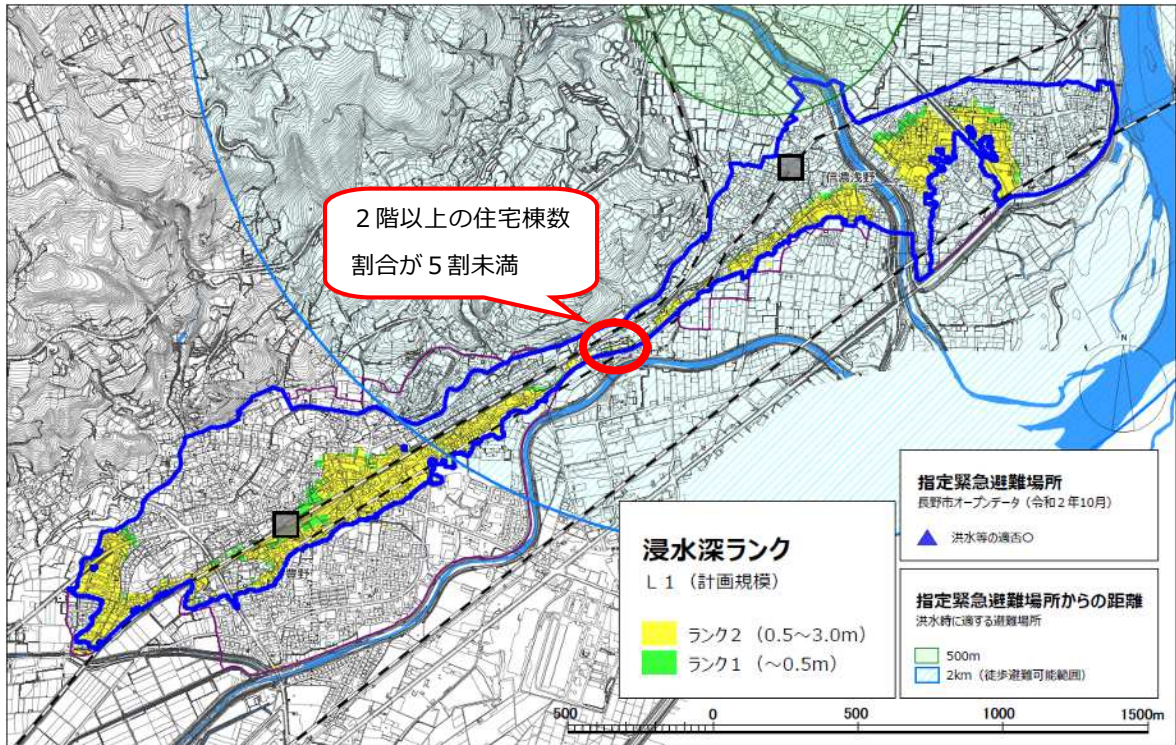 信濃浅野
2階以上の住宅棟数
割合が5割未満
豊野
N
浸水深ランク
L1(計画規模)
ランク2(0.5～3.0m)
ランク1(～0.5m)
指定緊急避難場所
長野市オープンデータ(令和2年10月)
洪水等の適否〇
指定緊急避難場所からの距離
洪水時に適する避難場所
500m
2km(徒歩避難可能範囲)
500 0 500 1000 1500m